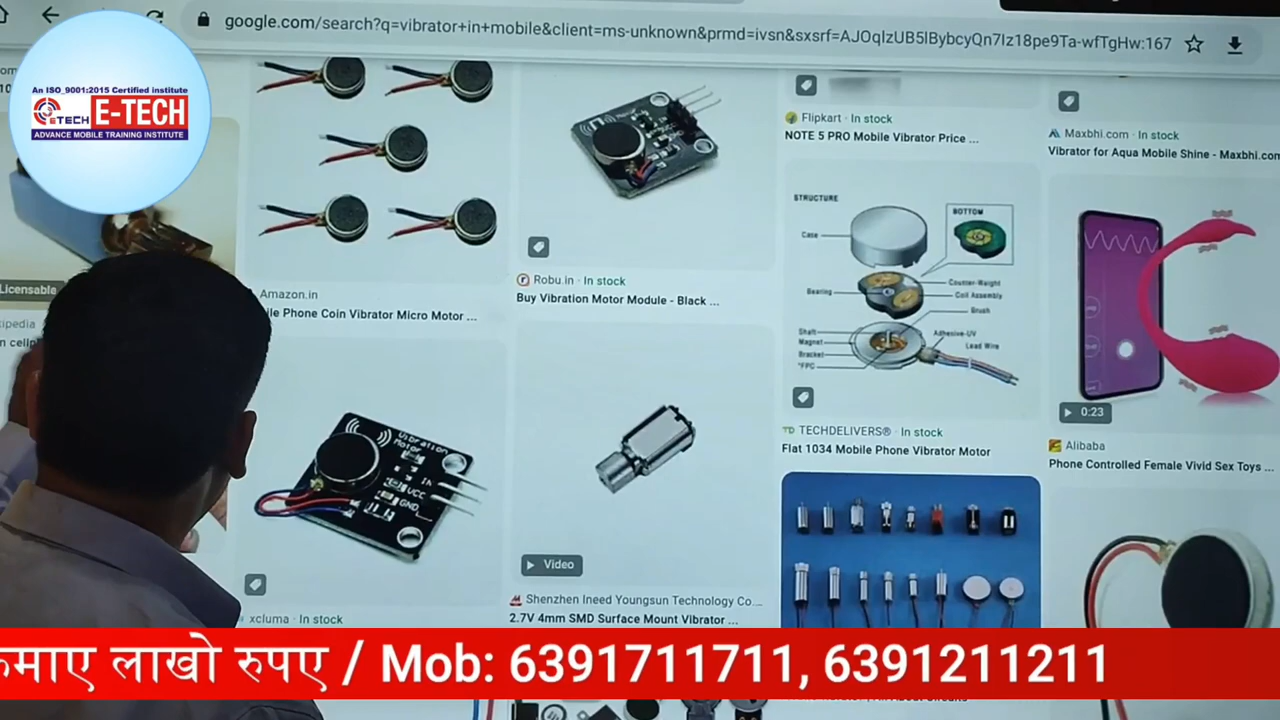 google.com/search?q=vibrator+in+mobile&client=ms-unknown&prmd=ivsn&sxsrf=AJOqlzUB5lBybcyQn7Iz18pe9Ta-wfTgHw:167
An ISO_9001:2015 Certified institute
ETECH E-TECH
ADVANCE MOBILE TRAINING INSTITUTE
Licensable
Amazon.in
Phone Coin Vibrator Micro Motor ...
Vibration
Motor
IN
VCC
GND
xcluma · In stock
Robu.in · In stock
Buy Vibration Motor Module - Black ...
Video
Shenzhen Ineed Youngsun Technology Co....
2.7V 4mm SMD Surface Mount Vibrator ...
Flipkart · In stock
NOTE 5 PRO Mobile Vibrator Price ...
STRUCTURE
BOTTOM
Case
Counter-Weight
Bearing
Coil Assembly
Brush
Shaft
Adhesive-UV
Magnet
Lead Wire
Bracket
*FPC
TECHDELIVERS® · In stock
Flat 1034 Mobile Phone Vibrator Motor
Maxbhi.com · In stock
Vibrator for Aqua Mobile Shine - Maxbhi.com
0:23
Alibaba
Phone Controlled Female Vivid Sex Toys ...
कमाए लाखो रुपए / Mob: 6391711711, 6391211211